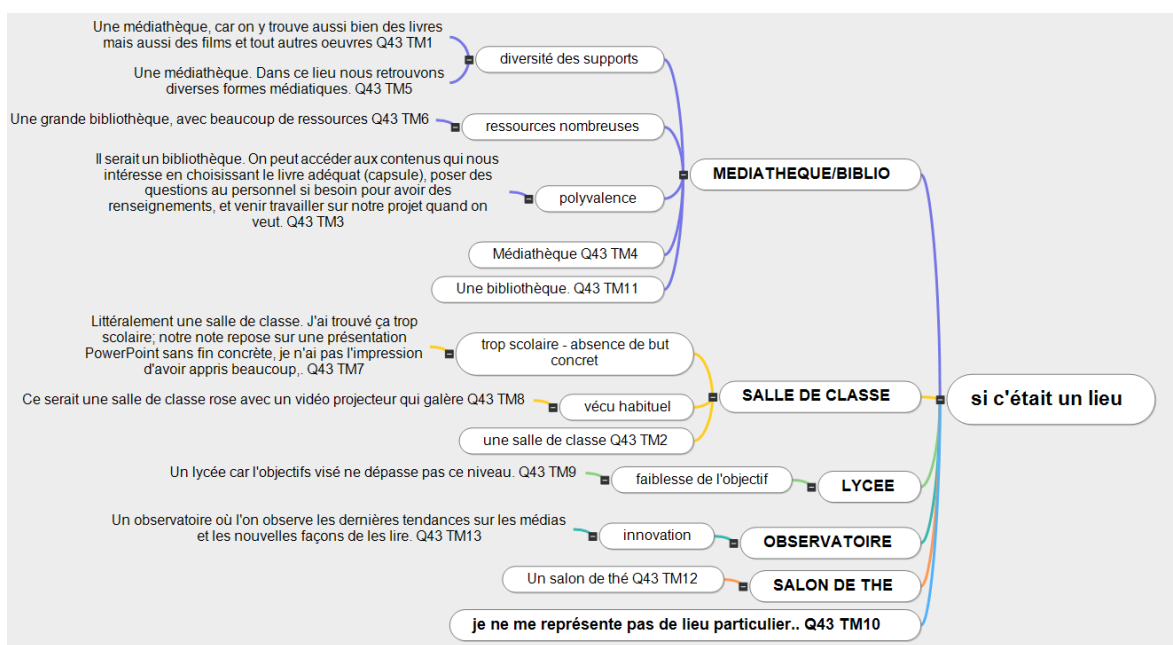 Une médiathèque, car on y trouve aussi bien des livres
mais aussi des films et tout autres oeuvres Q43 TM1
Une médiathèque. Dans ce lieu nous retrouvons
diverses formes médiatiques. Q43 TM5
diversité des supports
Une grande bibliothèque, avec beaucoup de ressources Q43 TM6
ressources nombreuses
Il serait un bibliothèque. On peut accéder aux contenus qui nous
intéresse en choisissant le livre adéquat (capsule), poser des
questions au personnel si besoin pour avoir des
renseignements, et venir travailler sur notre projet quand on
veut. Q43 TM3
polyvalence
Médiathèque Q43 TM4
Une bibliothèque. Q43 TM11
MEDIATHEQUE/BIBLIO
Littéralement une salle de classe. J'ai trouvé ça trop
scolaire; notre note repose sur une présentation
PowerPoint sans fin concrète, je n'ai pas l'impression
d'avoir appris beaucoup,. Q43 TM7
trop scolaire - absence de but
concret
Ce serait une salle de classe rose avec un vidéo projecteur qui galère Q43 TM8
vécu habituel
une salle de classe Q43 TM2
SALLE DE CLASSE
si c'était un lieu
Un lycée car l'objectifs visé ne dépasse pas ce niveau. Q43 TM9
faiblesse de l'objectif
LYCEE
Un observatoire où l'on observe les dernières tendances sur les médias
et les nouvelles façons de les lire. Q43 TM13
innovation
OBSERVATOIRE
Un salon de thé Q43 TM12
SALON DE THE
je ne me représente pas de lieu particulier.. Q43 TM10